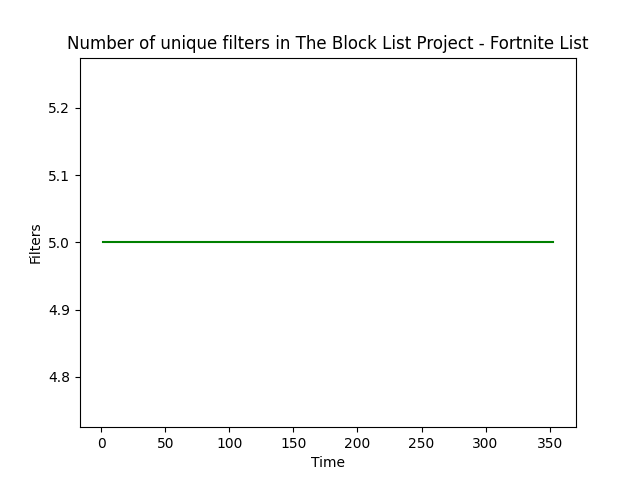 Number of unique filters in The Block List Project - Fortnite List
5.2
5.1
5.0
4.9
4.8
Filters
0 50 100 150 200 250 300 350
Time